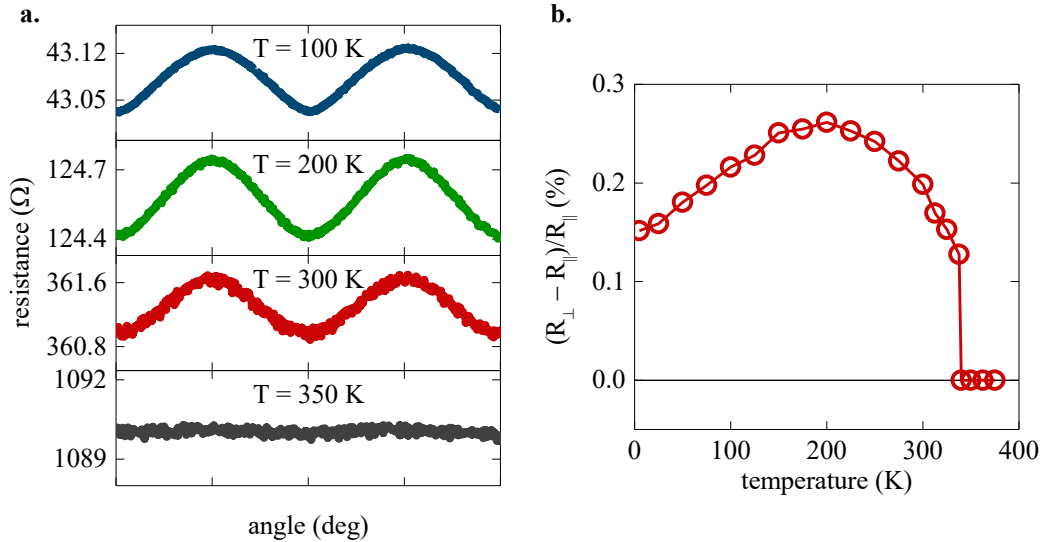 a.
resistance (Ω)
43.12
43.05
T = 100 K
124.7
124.4
T = 200 K
361.6
360.8
T = 300 K
1092
1089
T = 350 K
angle (deg)
b.
(R⊥ − R∥)/R∥ (%)
0.3
0.2
0.1
0.0
0 100 200 300 400
temperature (K)